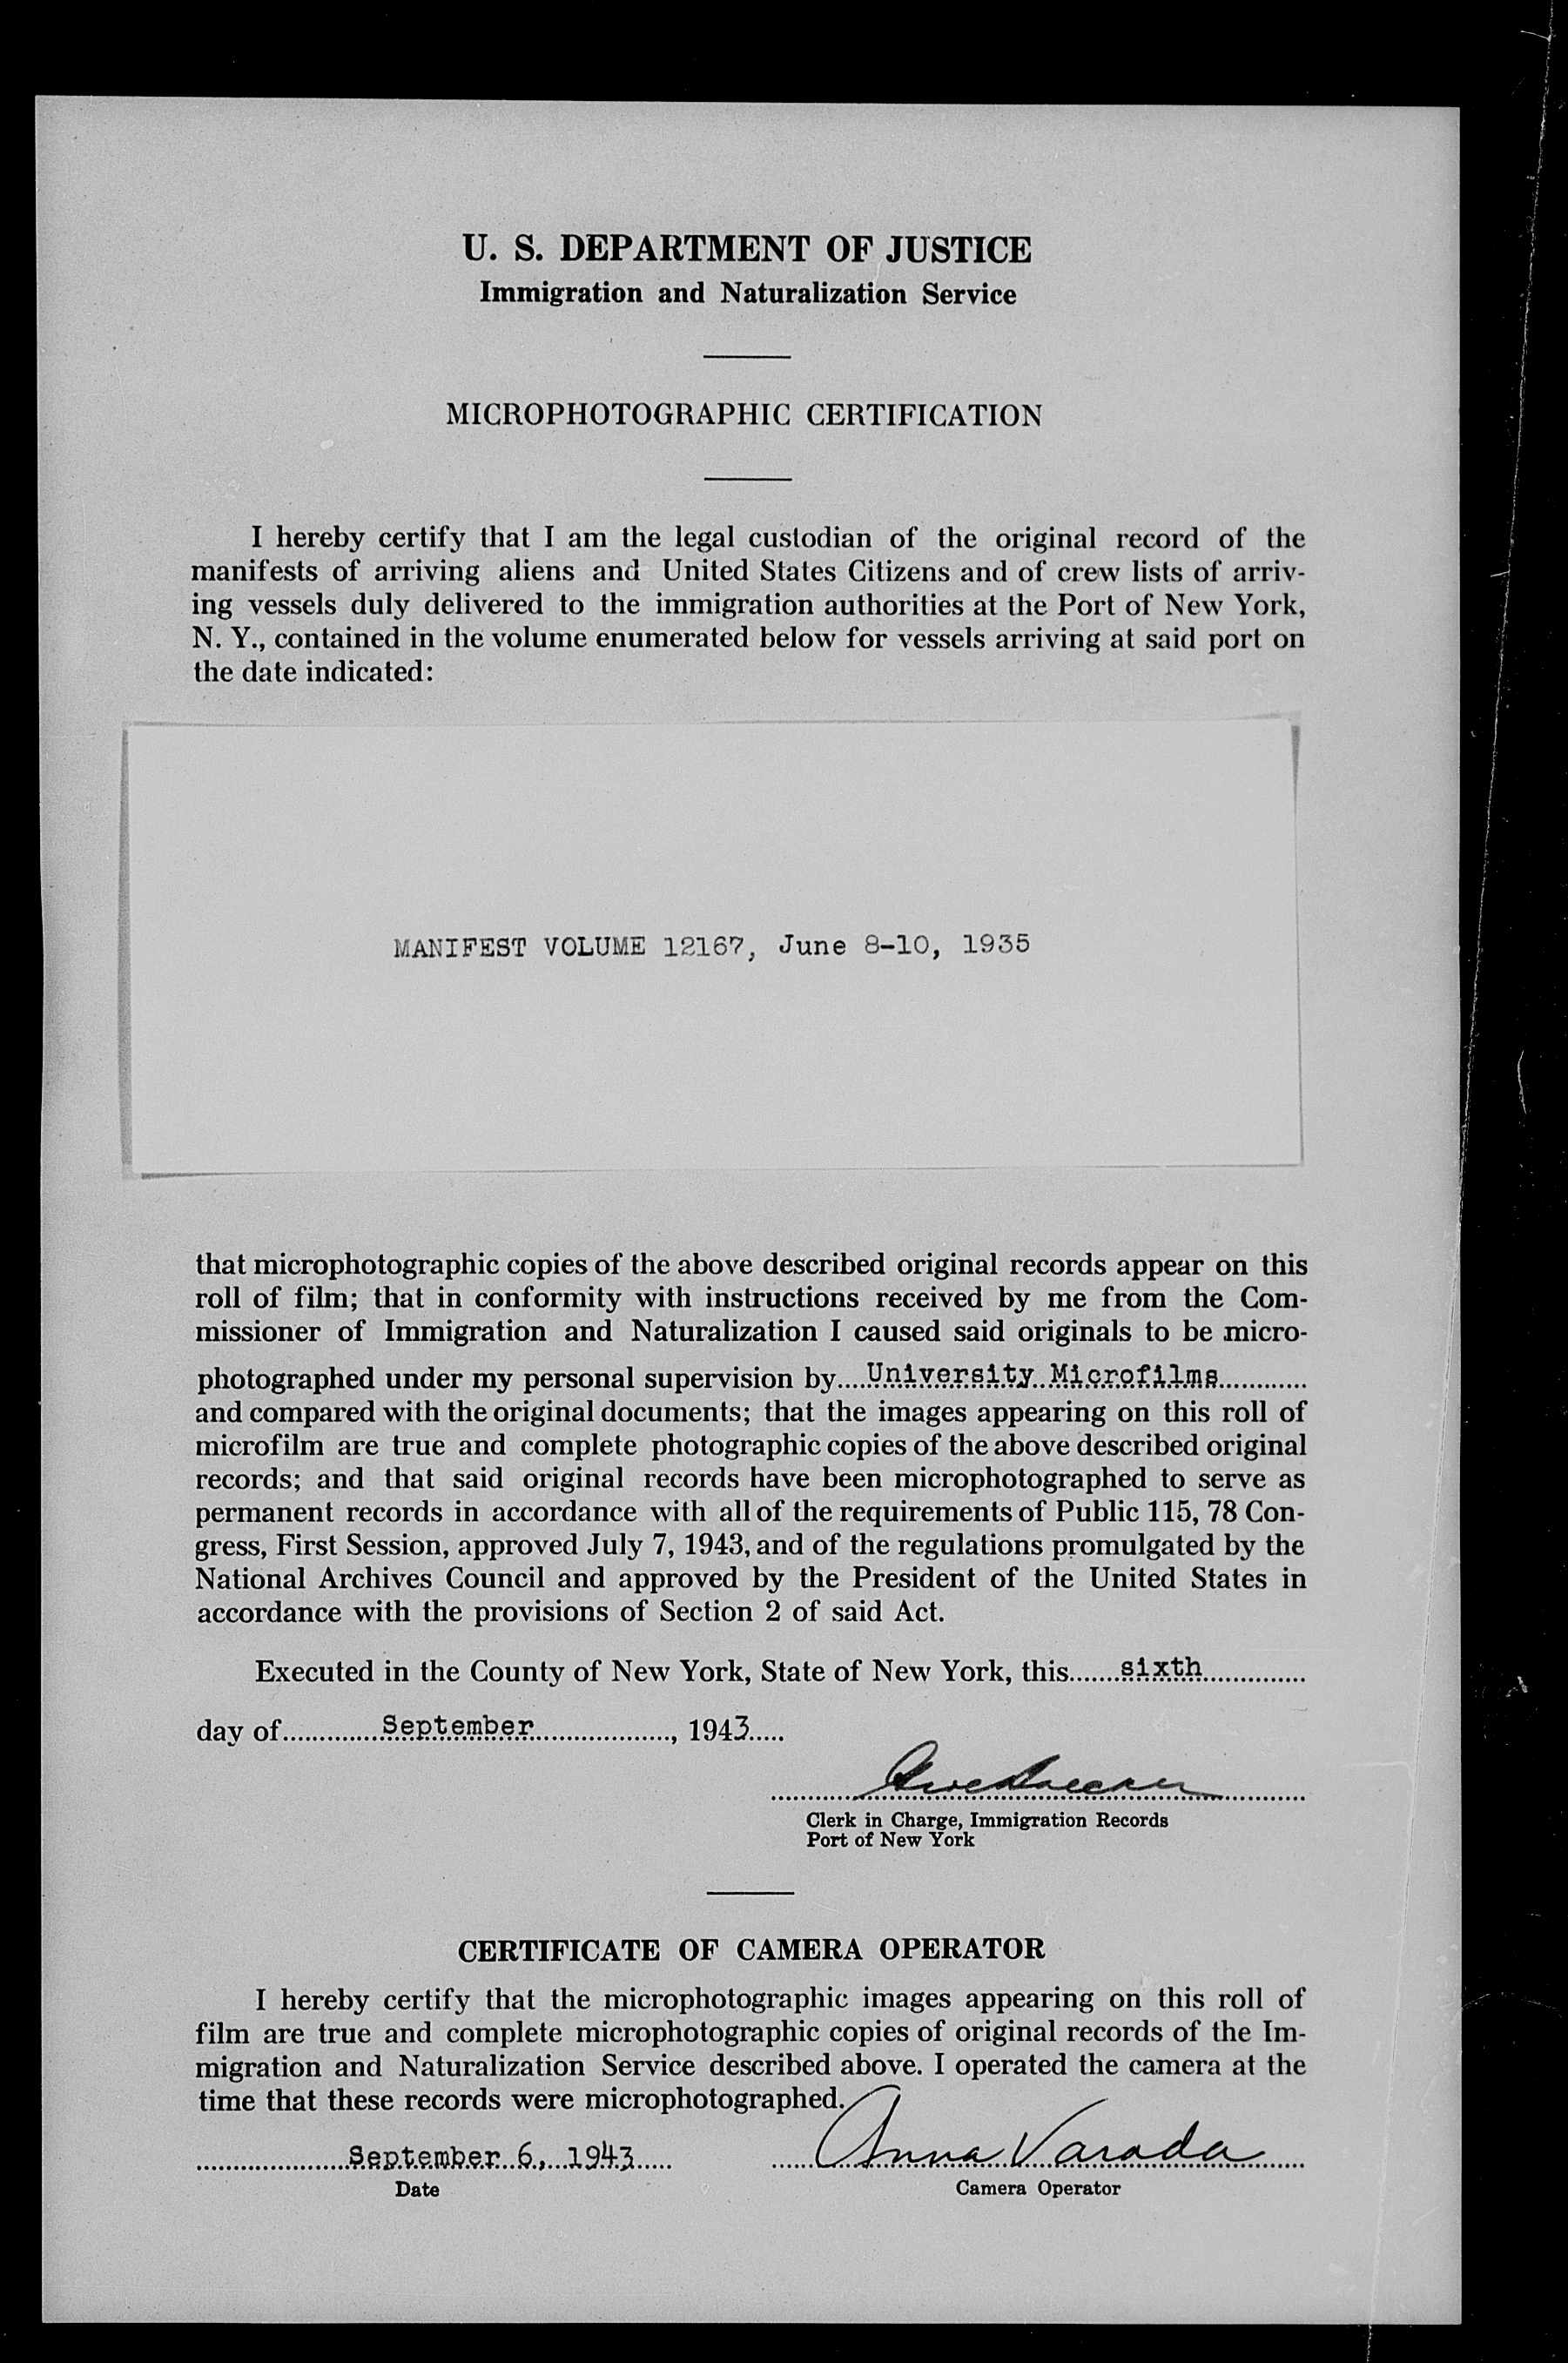 U. S. DEPARTMENT OF JUSTICE
Immigration and Naturalization Service
MICROPHOTOGRAPHIC CERTIFICATION
I hereby certify that I am the legal custodian of the original record of the
manifests of arriving aliens and United States Citizens and of crew lists of arriv-
ing vessels duly delivered to the immigration authorities at the Port of New York,
N. Y., contained in the volume enumerated below for vessels arriving at said port on
the date indicated:
MANIFEST VOLUME 12167, June 8-10, 1935
that microphotographic copies of the above described original records appear on this
roll of film; that in conformity with instructions received by me from the Com-
missioner of Immigration and Naturalization I caused said originals to be micro-
photographed under my personal supervision by....University Microfilms............
and compared with the original documents; that the images appearing on this roll of
microfilm are true and complete photographic copies of the above described original
records; and that said original records have been microphotographed to serve as
permanent records in accordance with all of the requirements of Public 115, 78 Con-
gress, First Session, approved July 7, 1943, and of the regulations promulgated by the
National Archives Council and approved by the President of the United States in
accordance with the provisions of Section 2 of said Act.
Executed in the County of New York, State of New York, this.......sixth..............
day of.............September..................., 1943.....
Clerk in Charge, Immigration Records
Port of New York
CERTIFICATE OF CAMERA OPERATOR
I hereby certify that the microphotographic images appearing on this roll of
film are true and complete microphotographic copies of original records of the Im-
migration and Naturalization Service described above. I operated the camera at the
time that these records were microphotographed.
September 6, 1943 Anna Varada
Date Camera Operator